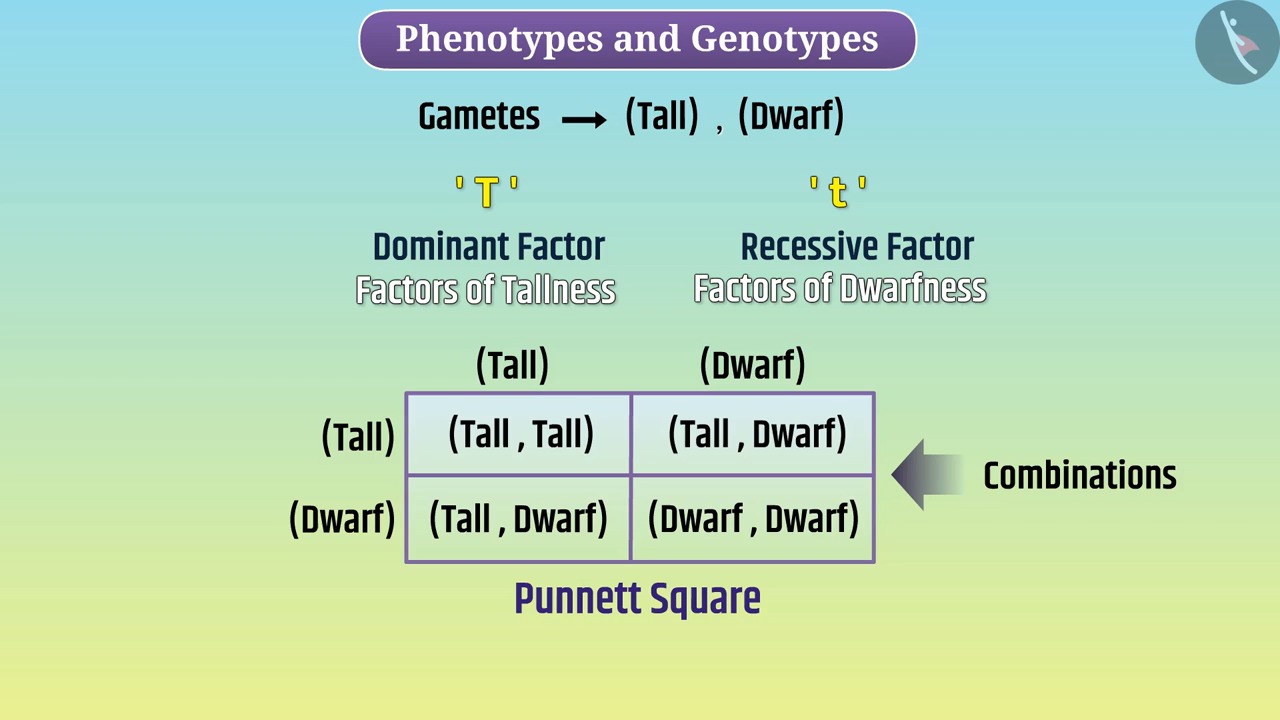 Phenotypes and Genotypes
Gametes → (Tall) , (Dwarf)
' T ' ' t '
Dominant Factor Recessive Factor
Factors of Tallness Factors of Dwarfness
(Tall) (Dwarf)
(Tall) (Tall , Tall) (Tall , Dwarf)
Combinations
(Dwarf) (Tall , Dwarf) (Dwarf , Dwarf)
Punnett Square